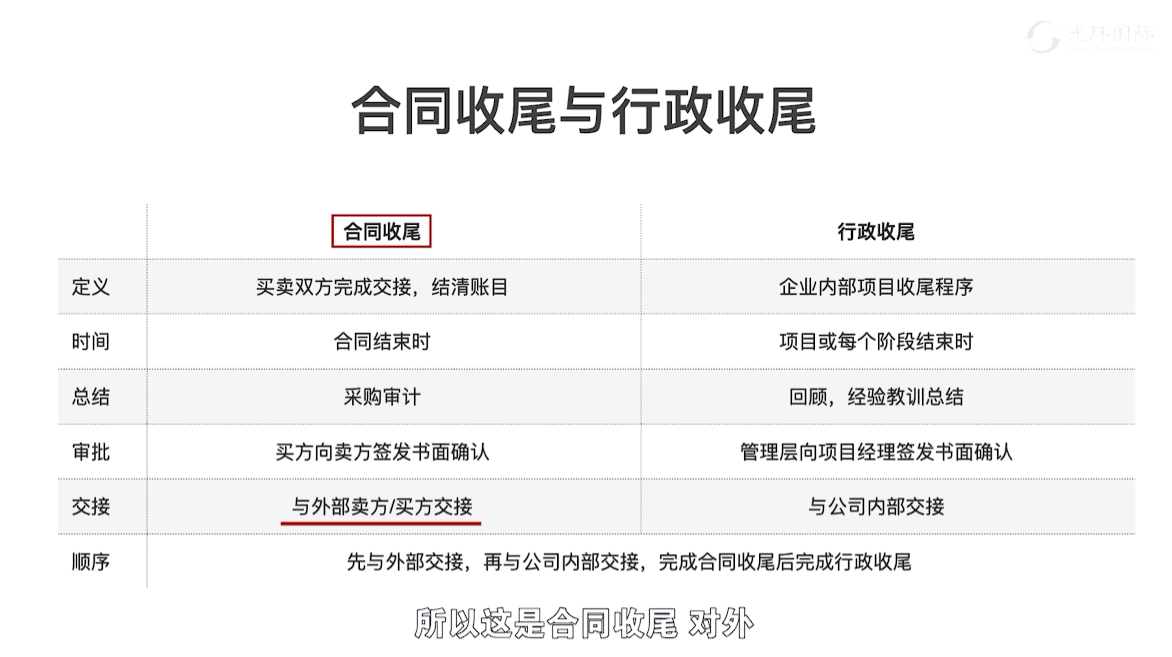 光环国际
合同收尾与行政收尾
合同收尾 行政收尾
定义 买卖双方完成交接，结清账目 企业内部项目收尾程序
时间 合同结束时 项目或每个阶段结束时
总结 采购审计 回顾，经验教训总结
审批 买方向卖方签发书面确认 管理层向项目经理签发书面确认
交接 与外部卖方/买方交接 与公司内部交接
顺序 先与外部交接，再与公司内部交接，完成合同收尾后完成行政收尾
所以这是合同收尾 对外